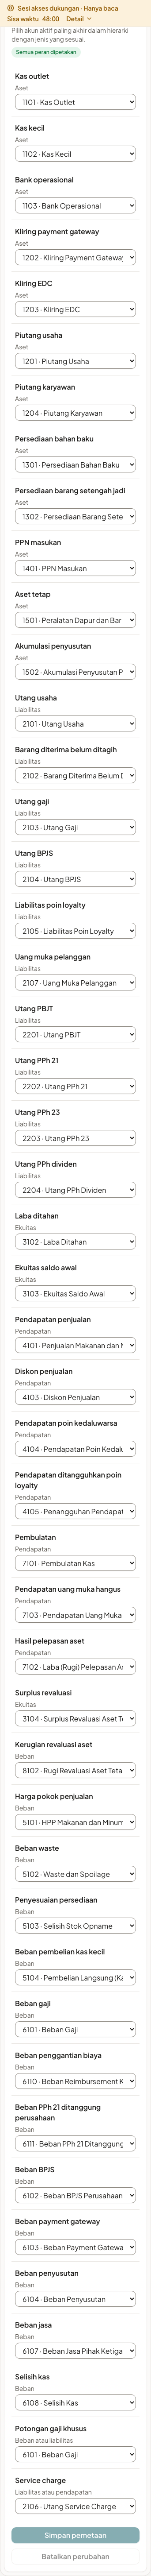 Sesi akses dukungan · Hanya baca
Sisa waktu 48:00 Detail
Pilih akun aktif paling akhir dalam hierarki
dengan jenis yang sesuai.
Semua peran dipetakan
Kas outlet
Aset
1101 · Kas Outlet
Kas kecil
Aset
1102 · Kas Kecil
Bank operasional
Aset
1103 · Bank Operasional
Kliring payment gateway
Aset
1202 · Kliring Payment Gateway
Kliring EDC
Aset
1203 · Kliring EDC
Piutang usaha
Aset
1201 · Piutang Usaha
Piutang karyawan
Aset
1204 · Piutang Karyawan
Persediaan bahan baku
Aset
1301 · Persediaan Bahan Baku
Persediaan barang setengah jadi
Aset
1302 · Persediaan Barang Sete
PPN masukan
Aset
1401 · PPN Masukan
Aset tetap
Aset
1501 · Peralatan Dapur dan Bar
Akumulasi penyusutan
Aset
1502 · Akumulasi Penyusutan P
Utang usaha
Liabilitas
2101 · Utang Usaha
Barang diterima belum ditagih
Liabilitas
2102 · Barang Diterima Belum D
Utang gaji
Liabilitas
2103 · Utang Gaji
Utang BPJS
Liabilitas
2104 · Utang BPJS
Liabilitas poin loyalty
Liabilitas
2105 · Liabilitas Poin Loyalty
Uang muka pelanggan
Liabilitas
2107 · Uang Muka Pelanggan
Utang PBJT
Liabilitas
2201 · Utang PBJT
Utang PPh 21
Liabilitas
2202 · Utang PPh 21
Utang PPh 23
Liabilitas
2203 · Utang PPh 23
Utang PPh dividen
Liabilitas
2204 · Utang PPh Dividen
Laba ditahan
Ekuitas
3102 · Laba Ditahan
Ekuitas saldo awal
Ekuitas
3103 · Ekuitas Saldo Awal
Pendapatan penjualan
Pendapatan
4101 · Penjualan Makanan dan M
Diskon penjualan
Pendapatan
4103 · Diskon Penjualan
Pendapatan poin kedaluwarsa
Pendapatan
4104 · Pendapatan Poin Kedalu
Pendapatan ditangguhkan poin
loyalty
Pendapatan
4105 · Penangguhan Pendapat
Pembulatan
Pendapatan
7101 · Pembulatan Kas
Pendapatan uang muka hangus
Pendapatan
7103 · Pendapatan Uang Muka
Hasil pelepasan aset
Pendapatan
7102 · Laba (Rugi) Pelepasan As
Surplus revaluasi
Ekuitas
3104 · Surplus Revaluasi Aset Te
Kerugian revaluasi aset
Beban
8102 · Rugi Revaluasi Aset Tetap
Harga pokok penjualan
Beban
5101 · HPP Makanan dan Minum
Beban waste
Beban
5102 · Waste dan Spoilage
Penyesuaian persediaan
Beban
5103 · Selisih Stok Opname
Beban pembelian kas kecil
Beban
5104 · Pembelian Langsung (Ka
Beban gaji
Beban
6101 · Beban Gaji
Beban penggantian biaya
Beban
6110 · Beban Reimbursement K
Beban PPh 21 ditanggung
perusahaan
Beban
6111 · Beban PPh 21 Ditanggung
Beban BPJS
Beban
6102 · Beban BPJS Perusahaan
Beban payment gateway
Beban
6103 · Beban Payment Gatewa
Beban penyusutan
Beban
6104 · Beban Penyusutan
Beban jasa
Beban
6107 · Beban Jasa Pihak Ketiga
Selisih kas
Beban
6108 · Selisih Kas
Potongan gaji khusus
Beban atau liabilitas
6101 · Beban Gaji
Service charge
Liabilitas atau pendapatan
2106 · Utang Service Charge
Simpan pemetaan
Batalkan perubahan